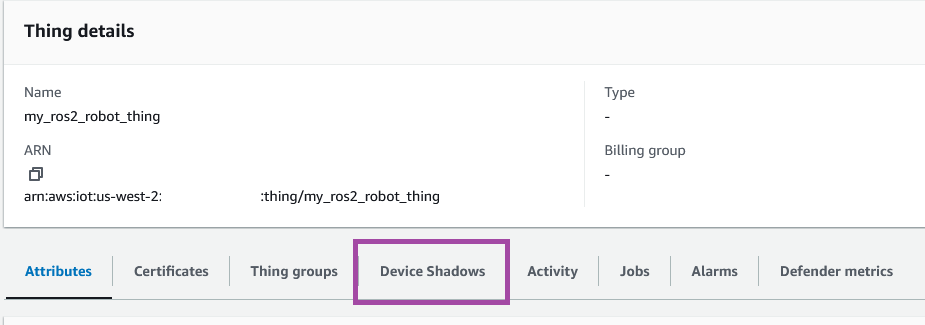 Thing details
Name
my_ros2_robot_thing
Type
-
ARN
arn:aws:iot:us-west-2: :thing/my_ros2_robot_thing
Billing group
-
Attributes Certificates Thing groups Device Shadows Activity Jobs Alarms Defender metrics